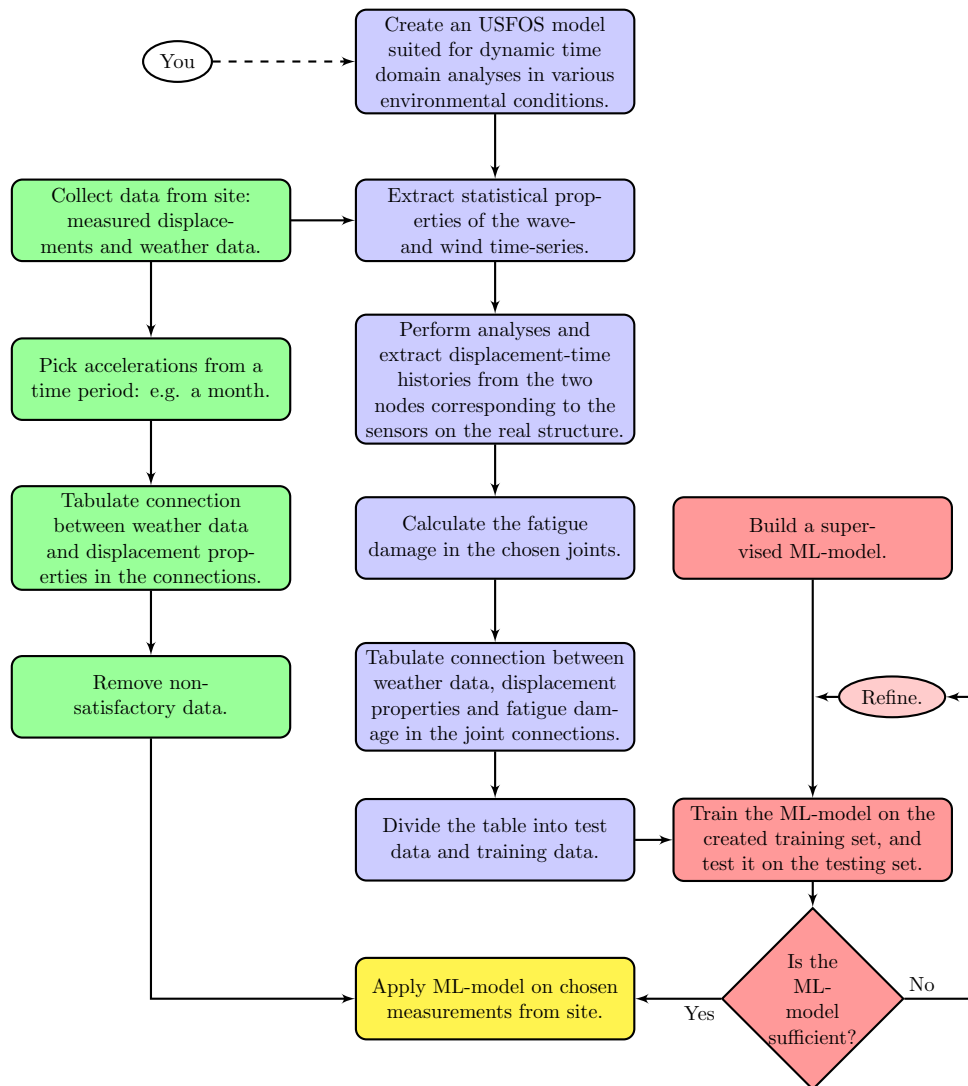 Create an USFOS model
suited for dynamic time
domain analyses in various
environmental conditions.
You
Collect data from site:
measured displace-
ments and weather data.
Extract statistical prop-
erties of the wave-
and wind time-series.
Pick accelerations from a
time period: e.g. a month.
Perform analyses and
extract displacement-time
histories from the two
nodes corresponding to the
sensors on the real structure.
Tabulate connection
between weather data
and displacement prop-
erties in the connections.
Calculate the fatigue
damage in the chosen joints.
Build a super-
vised ML-model.
Remove non-
satisfactory data.
Tabulate connection between
weather data, displacement
properties and fatigue dam-
age in the joint connections.
Refine.
Divide the table into test
data and training data.
Train the ML-model on the
created training set, and
test it on the testing set.
Apply ML-model on chosen
measurements from site.
Yes
Is the
ML-
model
sufficient?
No